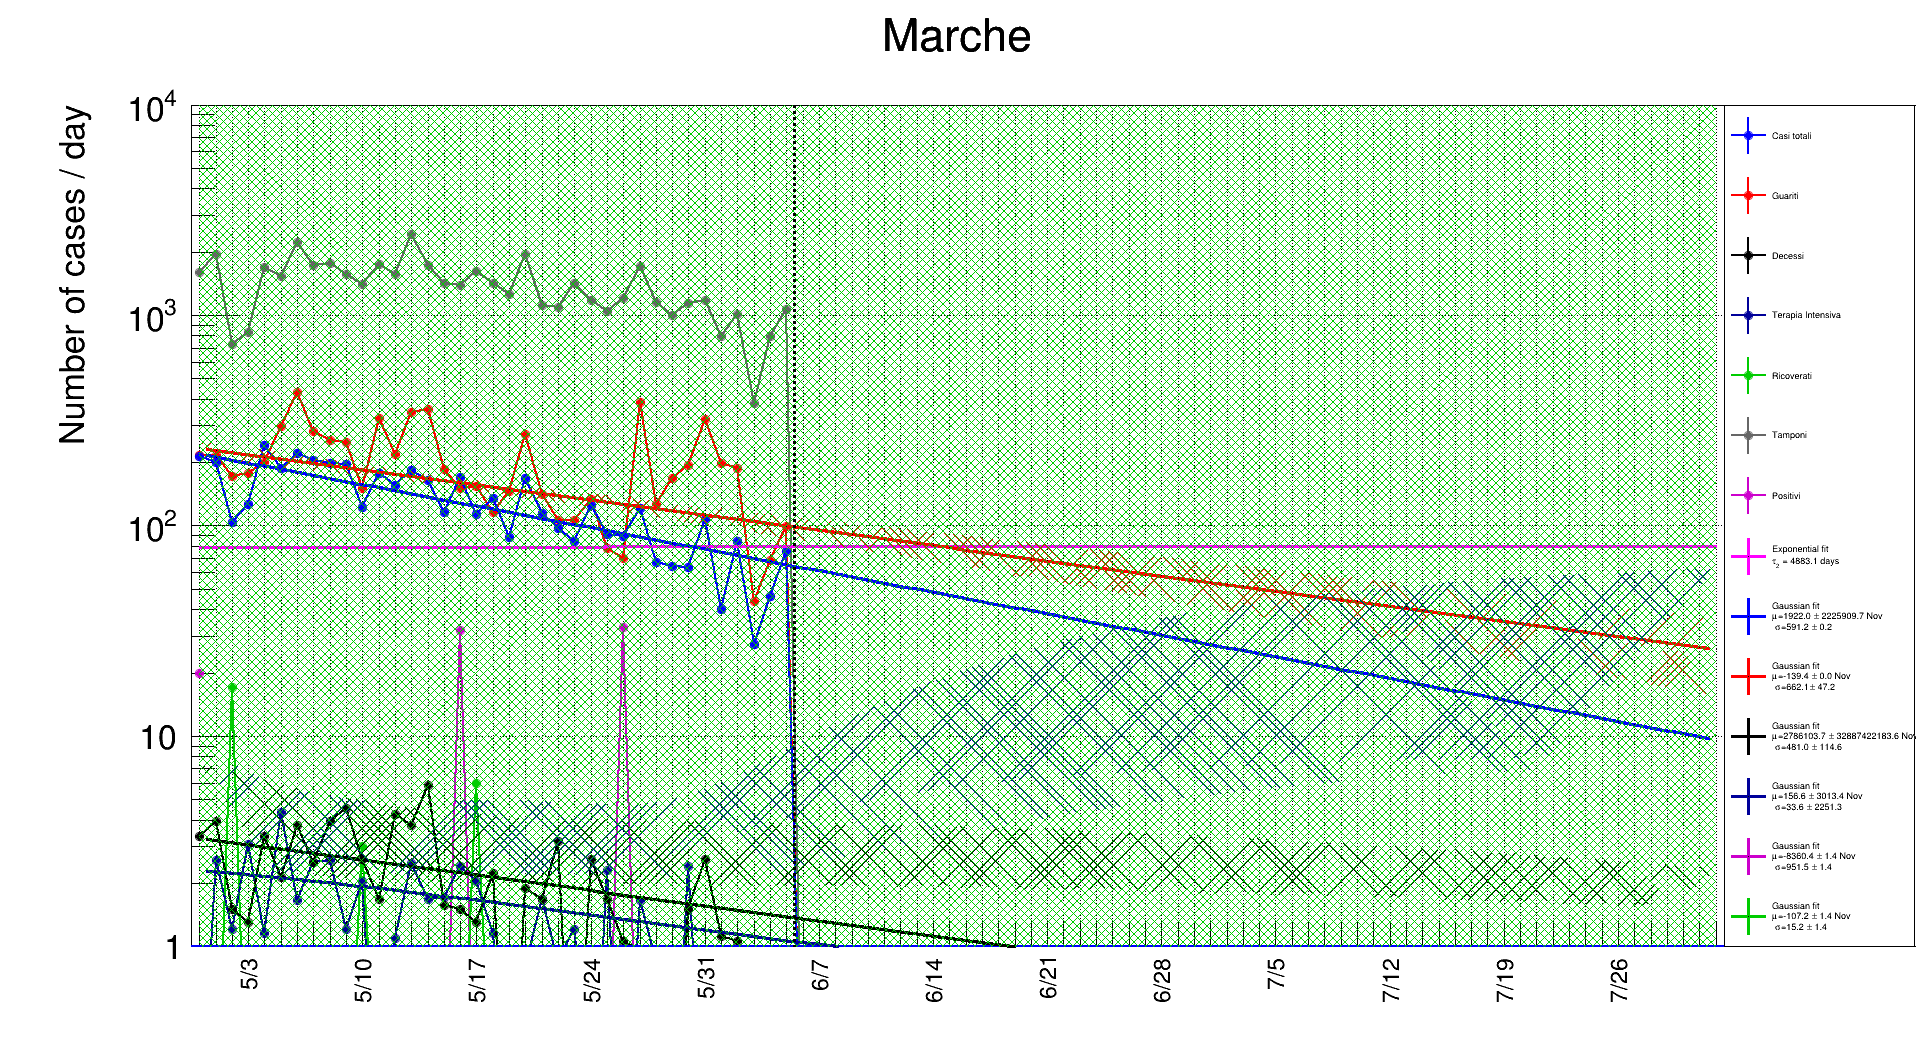 Marche
Number of cases / day
10⁴
10³
10²
10
1
5/3
5/10
5/17
5/24
5/31
6/7
6/14
6/21
6/28
7/5
7/12
7/19
7/26
Casi totali
Guariti
Decessi
Terapia Intensiva
Ricoverati
Tamponi
Positivi
Exponential fit
τ₂ = 4883.1 days
Gaussian fit
μ=1922.0 ± 2225909.7 Nov
σ=591.2 ± 0.2
Gaussian fit
μ=-139.4 ± 0.0 Nov
σ=662.1± 47.2
Gaussian fit
μ=2786103.7 ± 32887422183.6 Nov
σ=481.0 ± 114.6
Gaussian fit
μ=156.6 ± 3013.4 Nov
σ=33.6 ± 2251.3
Gaussian fit
μ=-8360.4 ± 1.4 Nov
σ=951.5 ± 1.4
Gaussian fit
μ=-107.2 ± 1.4 Nov
σ=15.2 ± 1.4